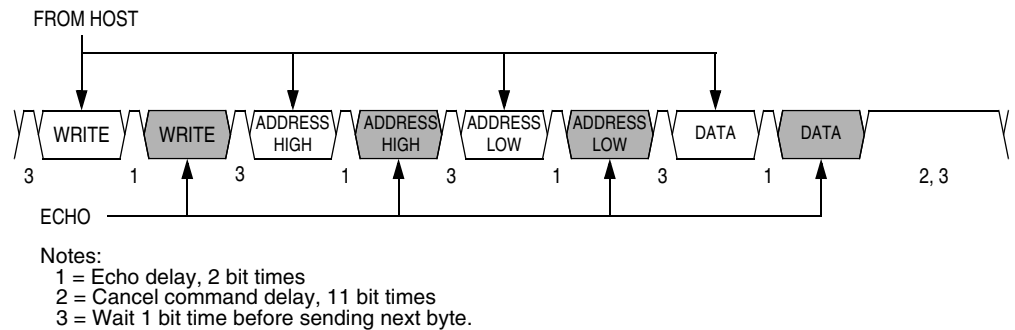 FROM HOST
WRITE WRITE ADDRESS HIGH ADDRESS HIGH ADDRESS LOW ADDRESS LOW DATA DATA
3 1 3 1 3 1 3 1 2, 3
ECHO
Notes:
1 = Echo delay, 2 bit times
2 = Cancel command delay, 11 bit times
3 = Wait 1 bit time before sending next byte.